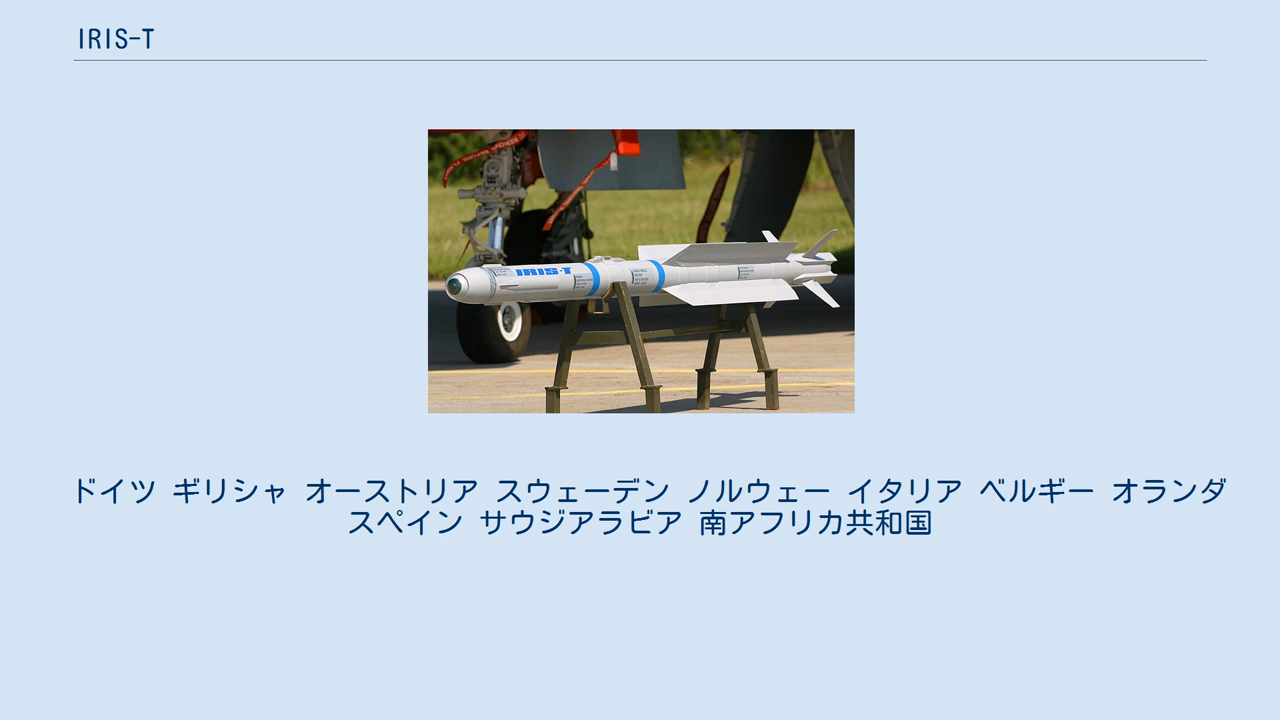 IRIS-T
IRIS-T
ドイツ ギリシャ オーストリア スウェーデン ノルウェー イタリア ベルギー オランダ
スペイン サウジアラビア 南アフリカ共和国